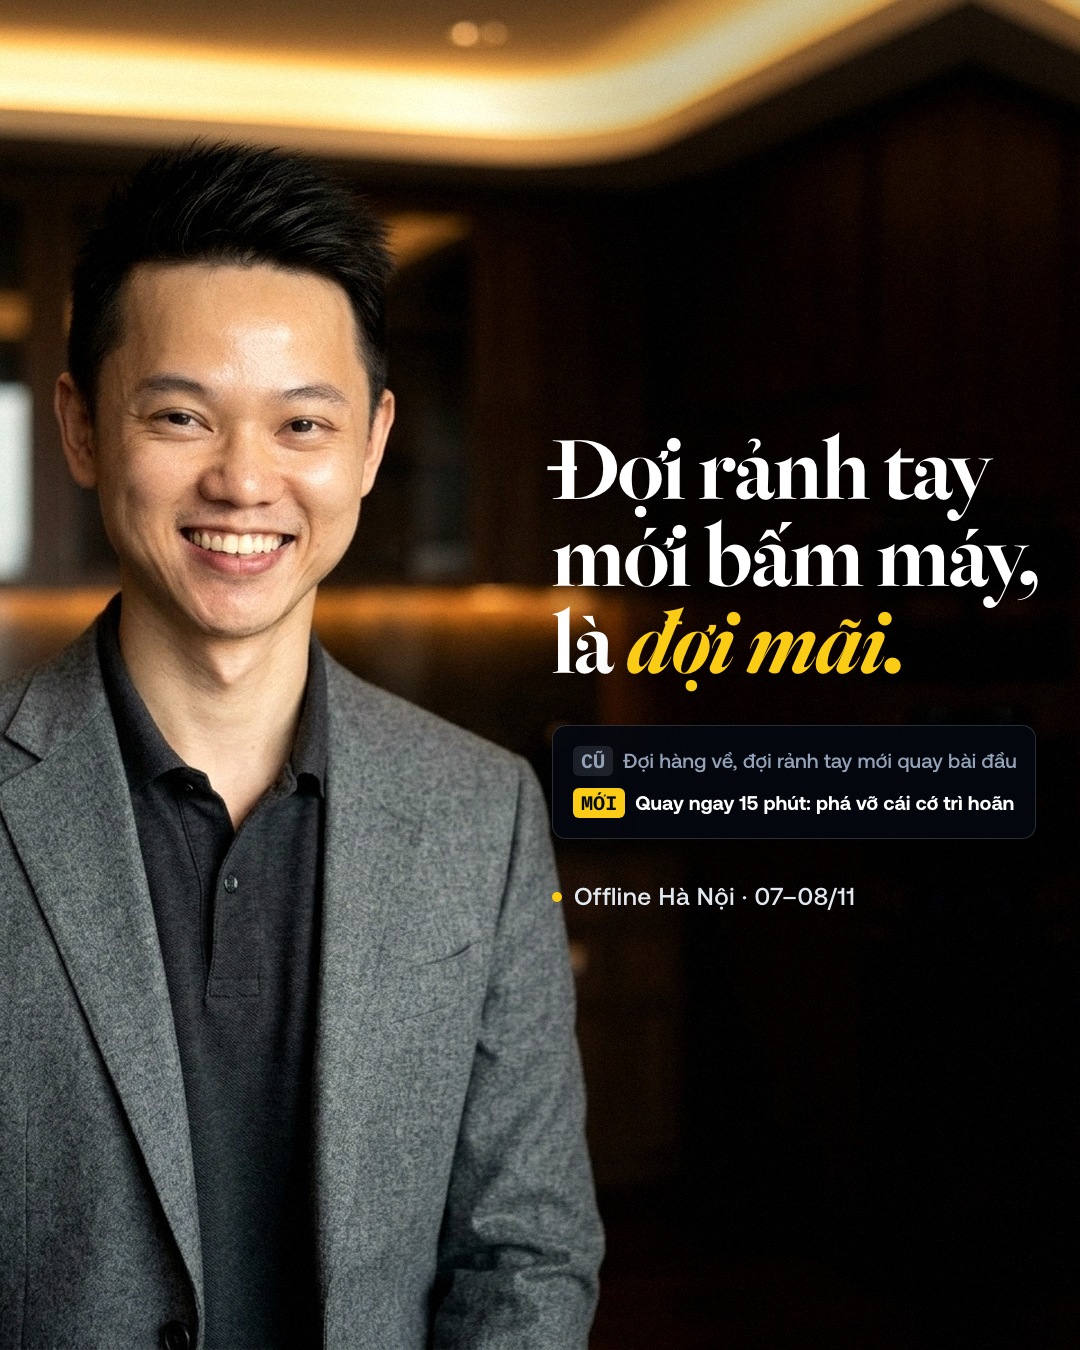 Đợi rảnh tay
mới bấm máy,
là đợi mãi.
CŨ Đợi hàng về, đợi rảnh tay mới quay bài đầu
MỚI Quay ngay 15 phút: phá vỡ cái cớ trì hoãn
Offline Hà Nội · 07–08/11